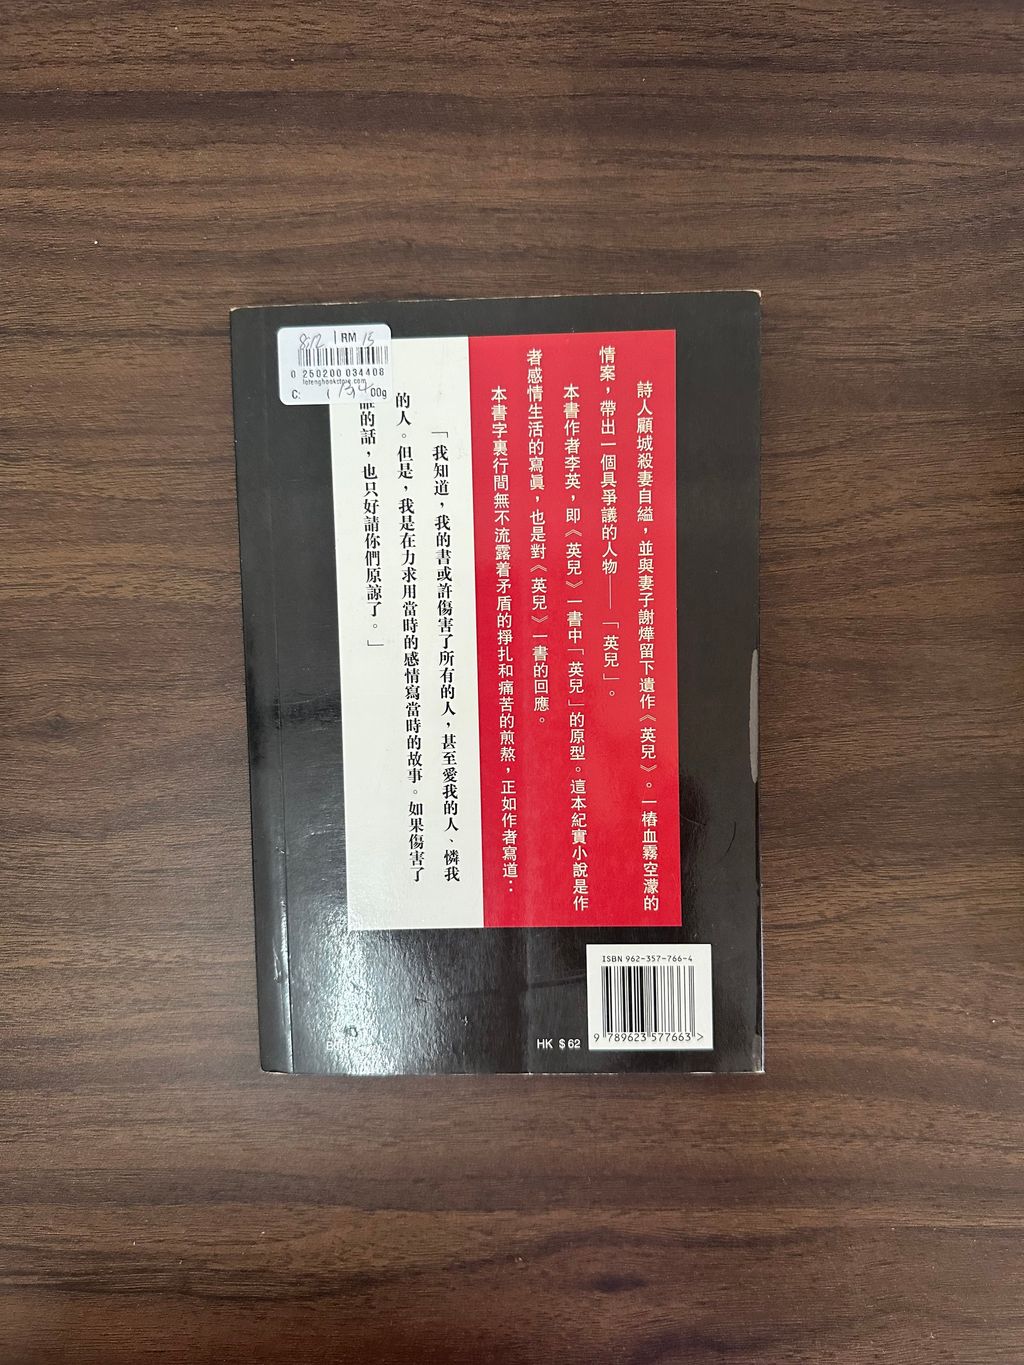 詩人顧城殺妻自縊，並與妻子謝燁留下遺作《英兒》。一樁血霧空濛的
情案，帶出一個具爭議的人物——「英兒」。
本書作者李英，即《英兒》一書中「英兒」的原型。這本紀實小說是作
者感情生活的寫眞，也是對《英兒》一書的回應。
本書字裏行間無不流露着矛盾的掙扎和痛苦的煎熬，正如作者寫道：
「我知道，我的書或許傷害了所有的人，甚至愛我的人、憐我
的人。但是，我是在力求用當時的感情寫當時的故事。如果傷害了
誰的話，也只好請你們原諒了。」
8.12 RM 15
0 250200 034408
C: 134 00g
ISBN 962-357-766-4
9 789623 577663 >
HK $ 62